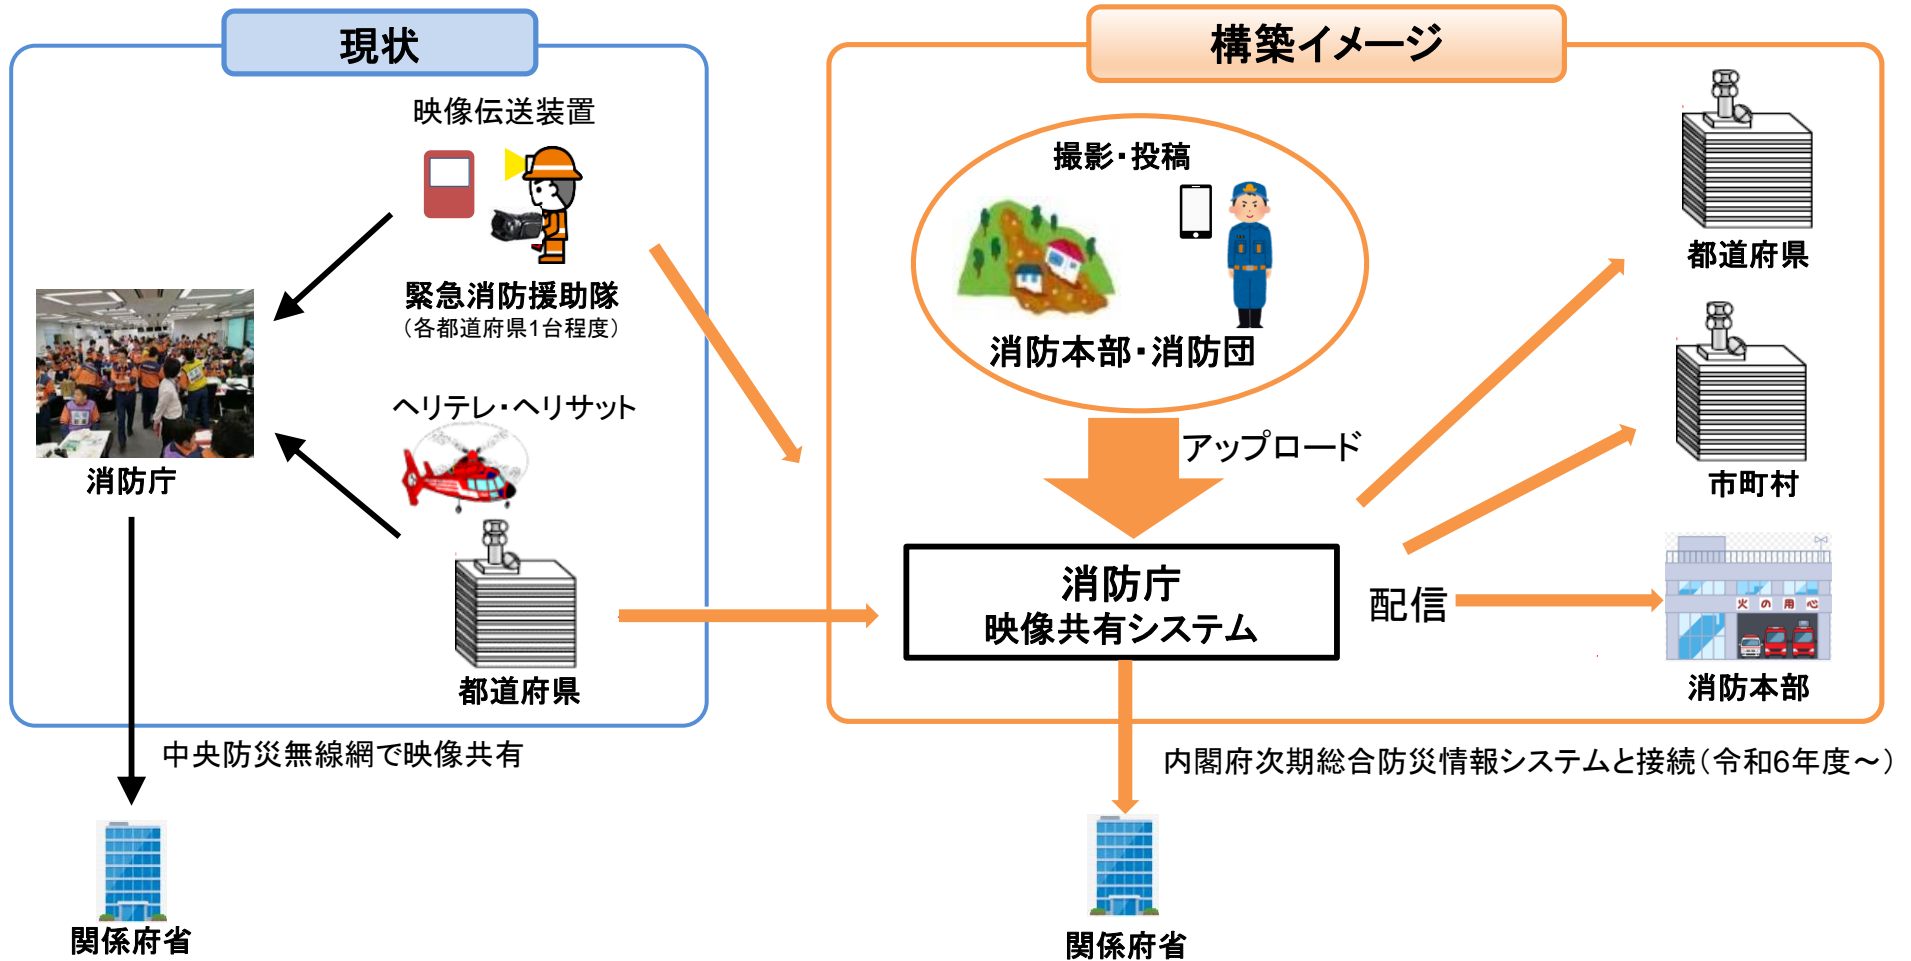 現状
映像伝送装置
緊急消防援助隊
（各都道府県1台程度）
消防庁
ヘリテレ・ヘリサット
都道府県
中央防災無線網で映像共有
関係府省
構築イメージ
撮影・投稿
消防本部・消防団
アップロード
消防庁
映像共有システム
配信
都道府県
市町村
火の用心
消防本部
内閣府次期総合防災情報システムと接続（令和6年度～）
関係府省